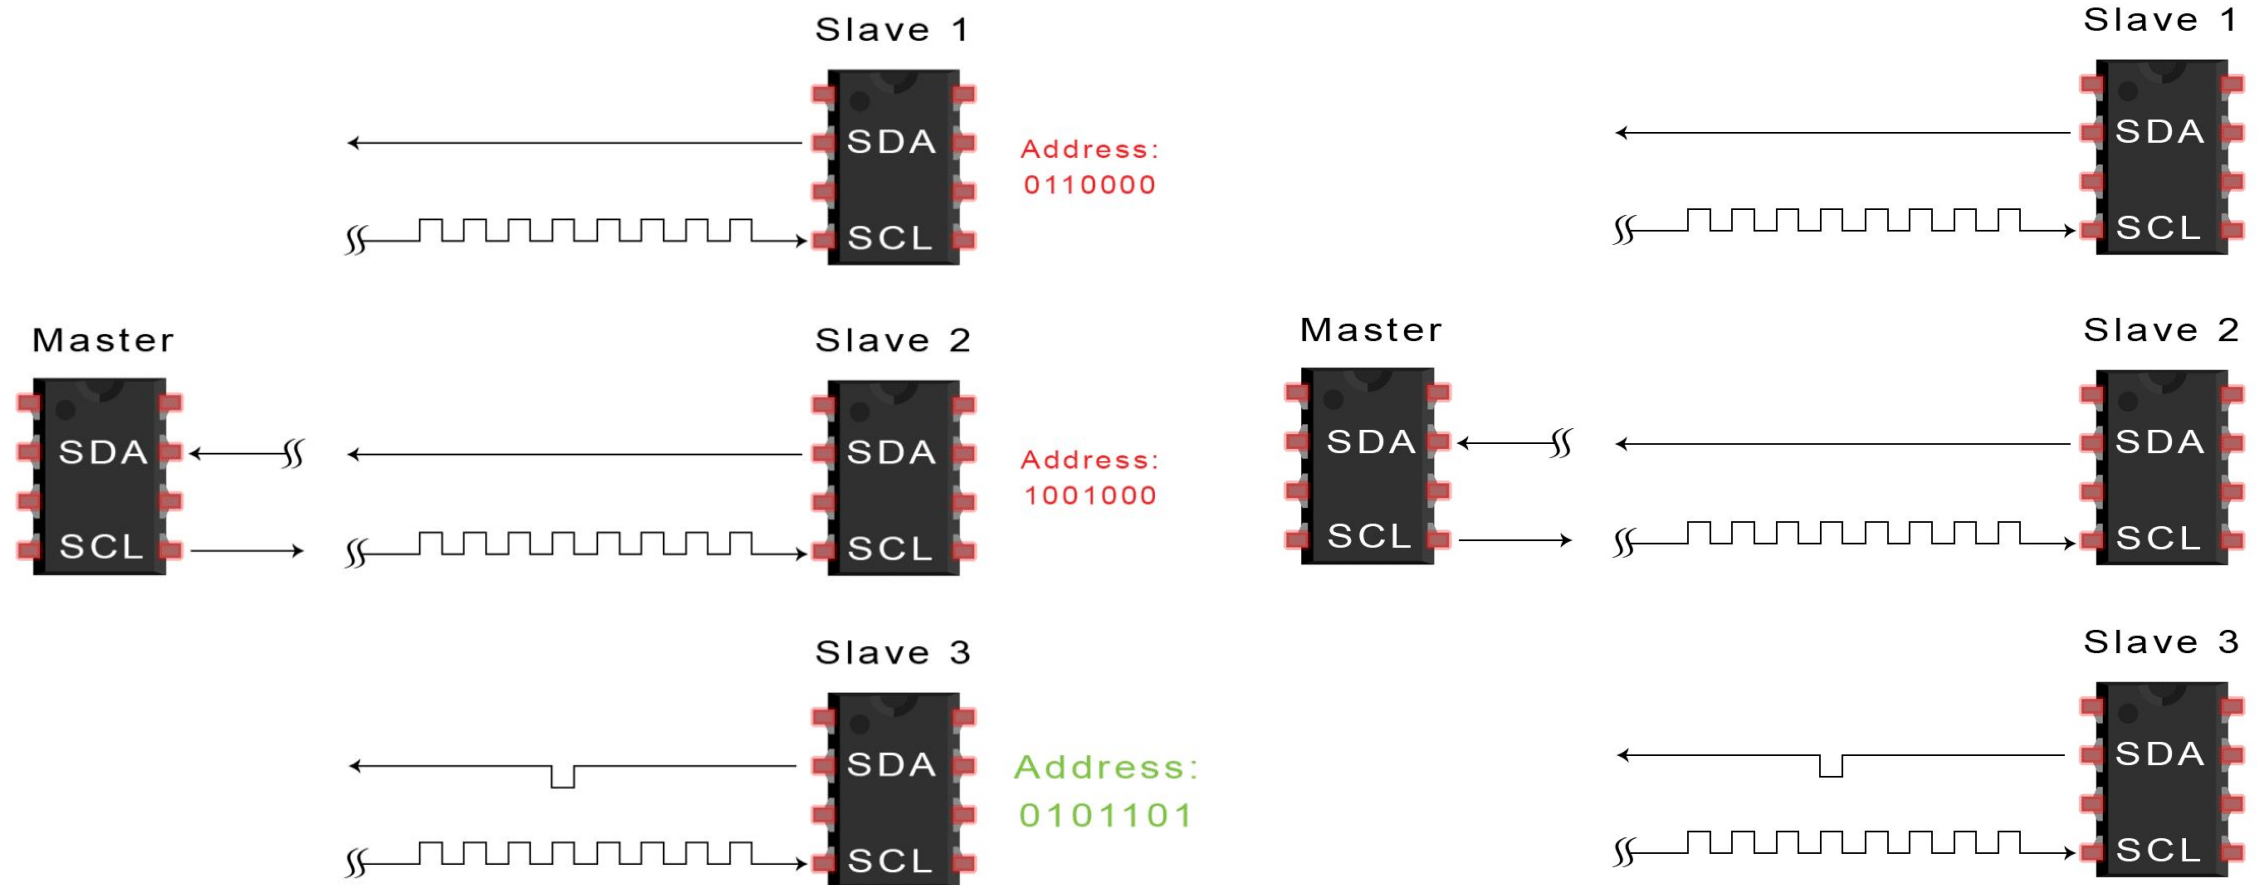 Slave 1
SDA
SCL
Address:
0110000
Master
SDA
SCL
Slave 2
SDA
SCL
Address:
1001000
Slave 3
SDA
SCL
Address:
0101101
Slave 1
SDA
SCL
Master
SDA
SCL
Slave 2
SDA
SCL
Slave 3
SDA
SCL